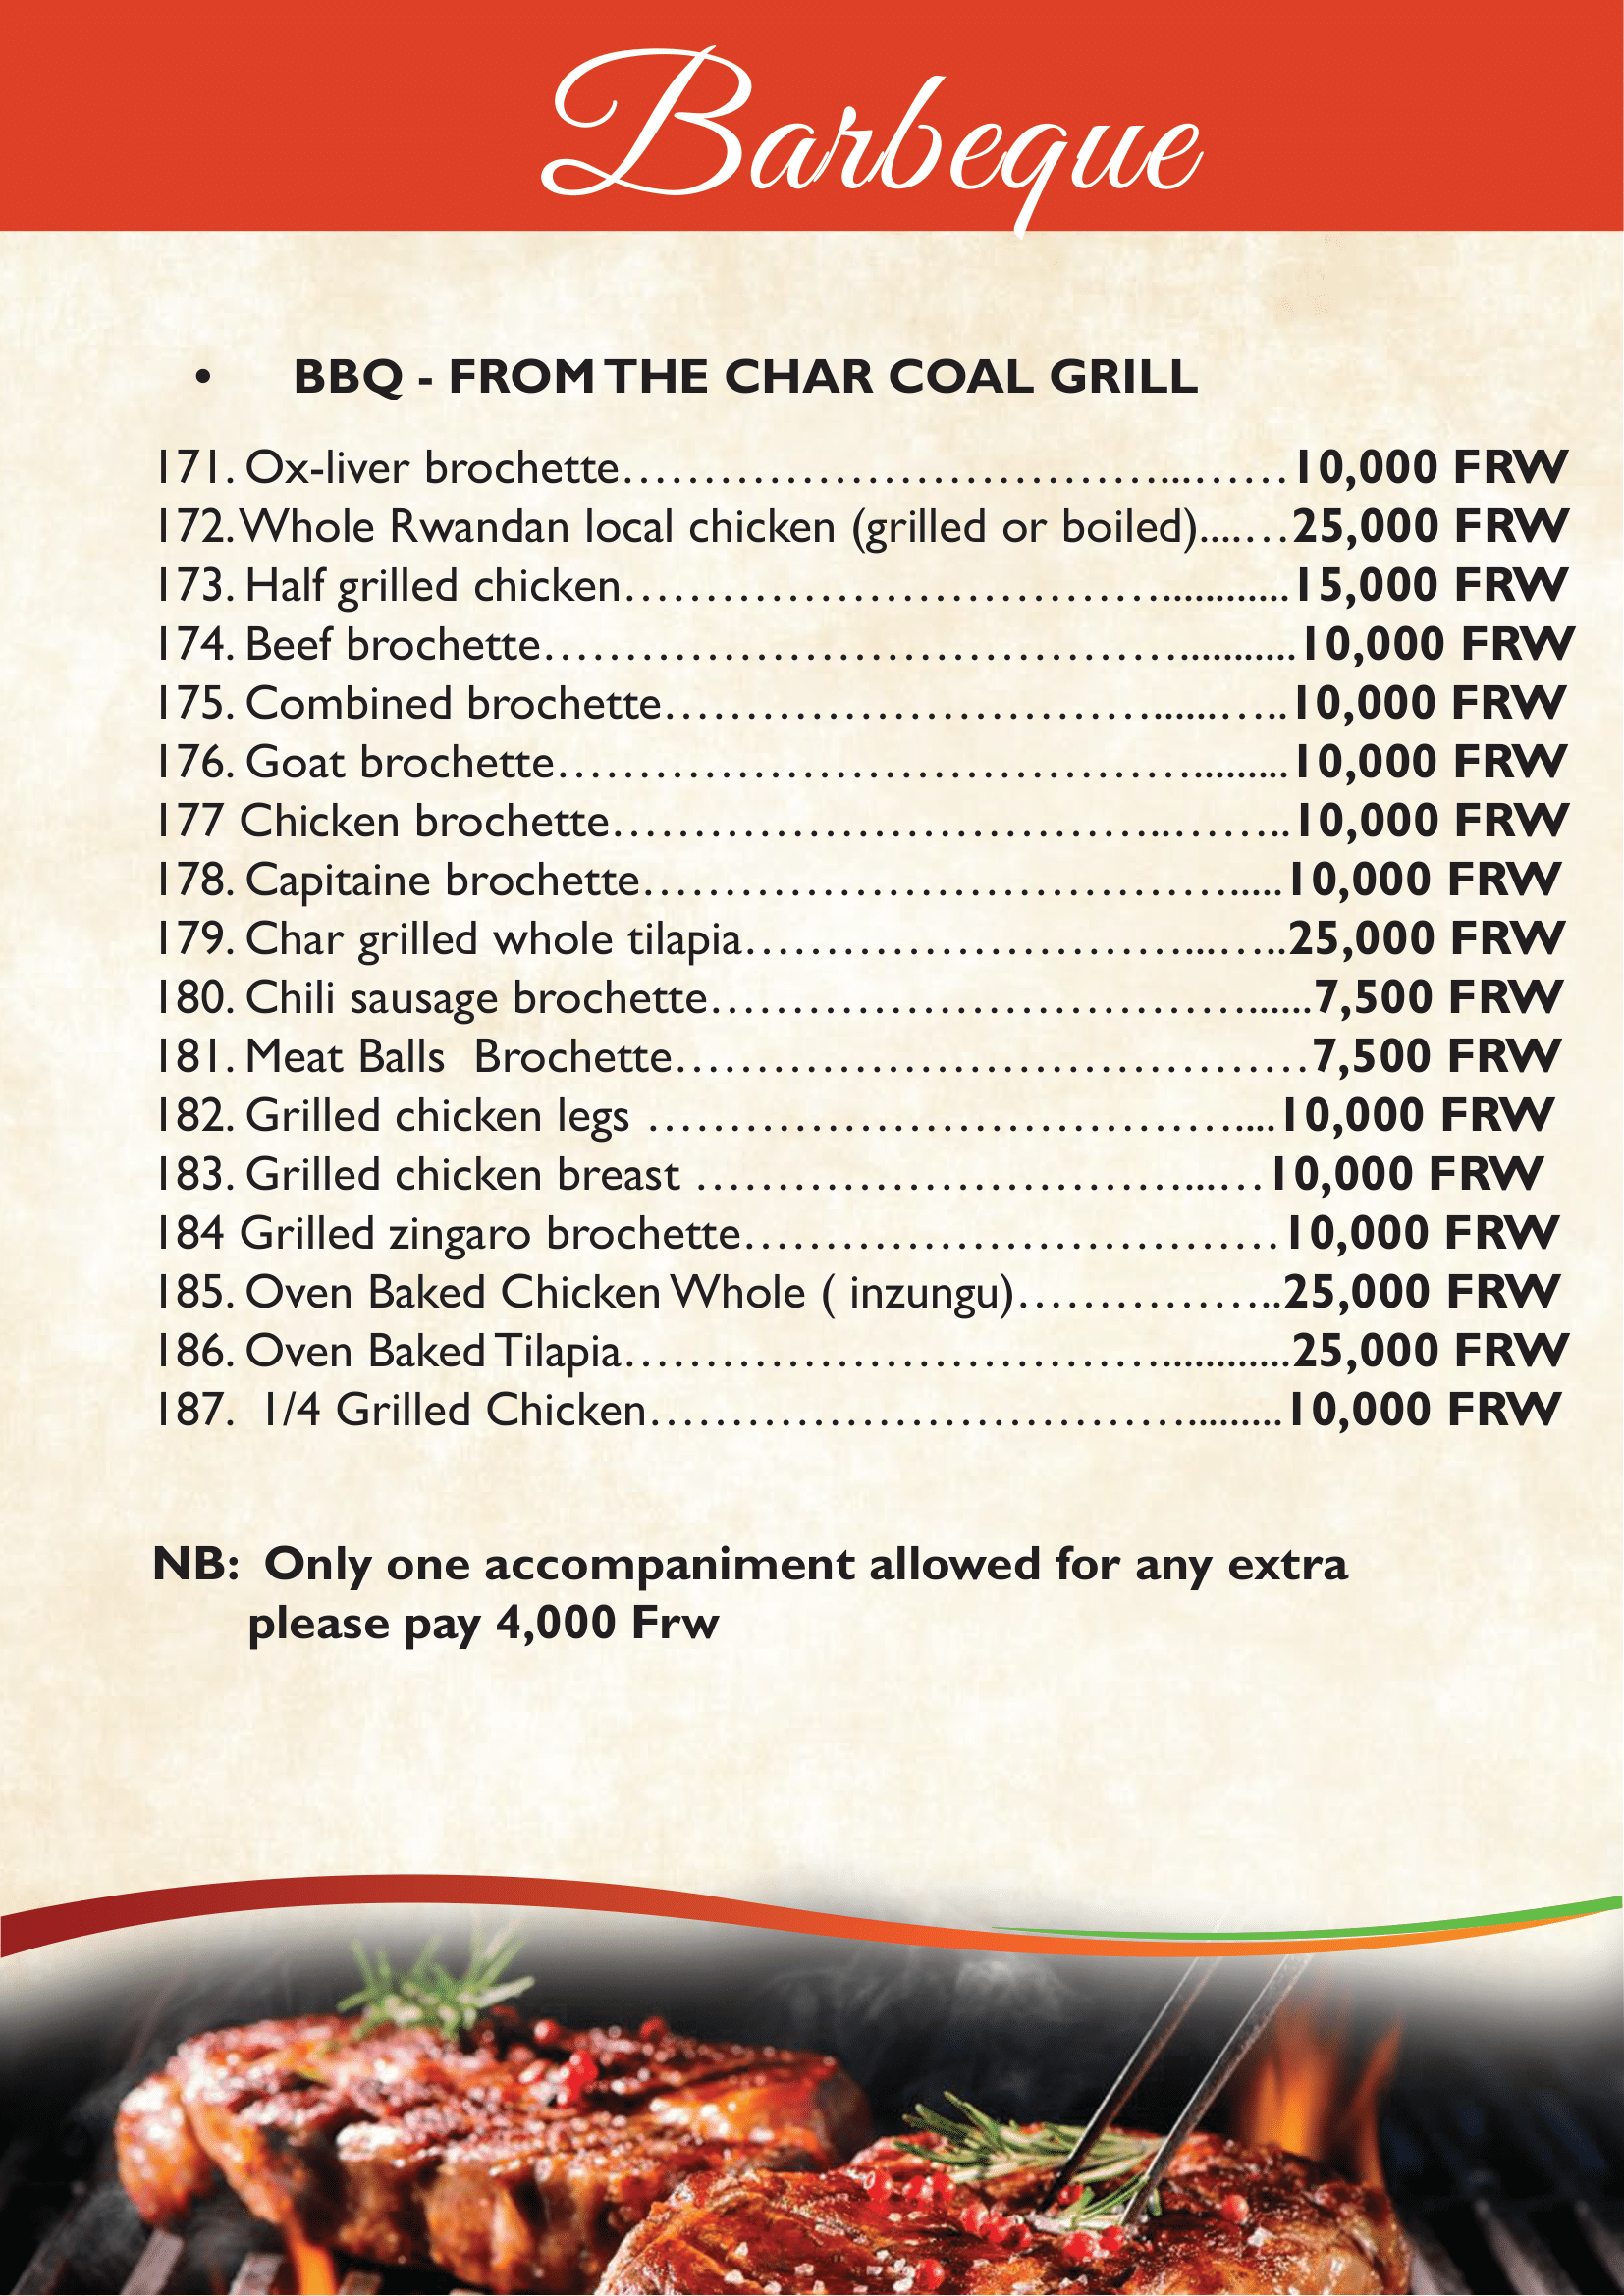 Barbeque
• BBQ - FROM THE CHAR COAL GRILL
171. Ox-liver brochette……………………………...……10,000 FRW
172. Whole Rwandan local chicken (grilled or boiled)....…25,000 FRW
173. Half grilled chicken……………………………............15,000 FRW
174. Beef brochette…………………………………...........10,000 FRW
175. Combined brochette…………………………......…..10,000 FRW
176. Goat brochette………………………………….........10,000 FRW
177 Chicken brochette……………………………..……..10,000 FRW
178. Capitaine brochette……………………………….....10,000 FRW
179. Char grilled whole tilapia………………………...…..25,000 FRW
180. Chili sausage brochette……………………………......7,500 FRW
181. Meat Balls  Brochette…………………………………7,500 FRW
182. Grilled chicken legs ………………………………....10,000 FRW
183. Grilled chicken breast …………………………...…10,000 FRW
184 Grilled zingaro brochette……………………………10,000 FRW
185. Oven Baked Chicken Whole ( inzungu)……………..25,000 FRW
186. Oven Baked Tilapia……………………………............25,000 FRW
187.  1/4 Grilled Chicken…………………………….........10,000 FRW
NB:  Only one accompaniment allowed for any extra
please pay 4,000 Frw